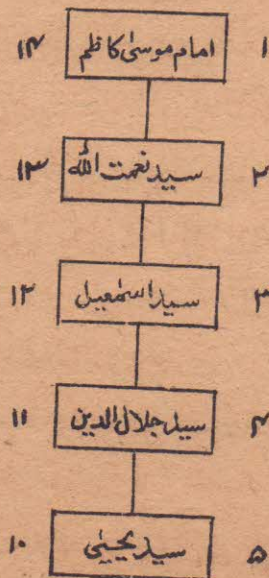 ۱ امام موسیٰ کاظم ۱۴
۲ سید نعمت اللہ ۱۳
۳ سید اسمٰعیل ۱۲
۴ سید جلال الدین ۱۱
۵ سید یحییٰ ۱۰